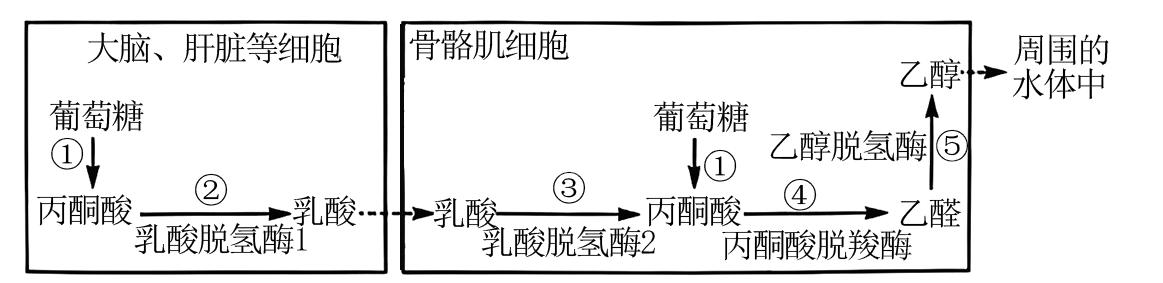 大脑、肝脏等细胞
葡萄糖
①
丙酮酸
②
乳酸脱氢酶1
乳酸
骨骼肌细胞
乳酸
③
乳酸脱氢酶2
葡萄糖
①
丙酮酸
④
丙酮酸脱羧酶
乙醛
乙醇脱氢酶
⑤
乙醇
周围的
水体中